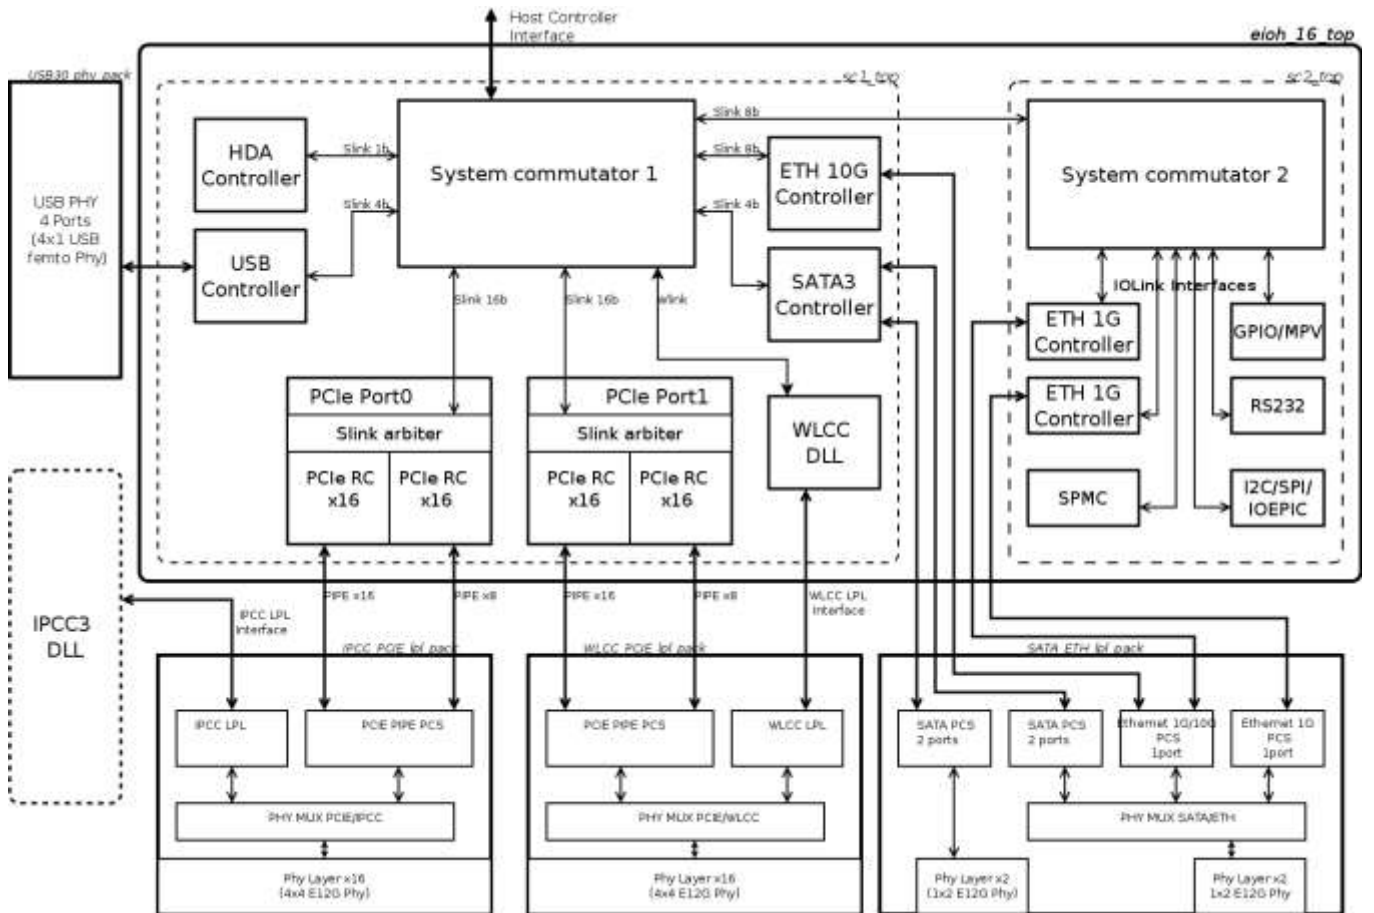 Host Controller
Interface
eioh_16_top
USB30 phy pack
sc1_top
sc2_top
USB PHY
4 Ports
(4x1 USB
femto Phy)
HDA
Controller
Slink 1b
System commutator 1
Slink 8b
Slink 8b
ETH 10G
Controller
System commutator 2
USB
Controller
Slink 4b
Slink 4b
SATA3
Controller
Slink 16b
Slink 16b
Wlink
IOLink Interfaces
ETH 1G
Controller
GPIO/MPV
ETH 1G
Controller
RS232
SPMC
I2C/SPI/
IOEPIC
PCIe Port0
Slink arbiter
PCIe RC
x16
PCIe RC
x16
PCIe Port1
Slink arbiter
PCIe RC
x16
PCIe RC
x16
WLCC
DLL
IPCC3
DLL
IPCC LPL
Interface
PIPE x16
PIPE x8
PIPE x16
PIPE x8
WLCC LPL
Interface
IPCC PCIE lpl pack
WLCC PCIE lpl pack
SATA ETH lpl pack
IPCC LPL
PCIE PIPE PCS
PCIE PIPE PCS
WLCC LPL
SATA PCS
2 ports
SATA PCS
2 ports
Ethernet 1G/10G
PCS
1port
Ethernet 1G
PCS
1port
PHY MUX PCIE/IPCC
PHY MUX PCIE/WLCC
PHY MUX SATA/ETH
Phy Layer x16
(4x4 E12G Phy)
Phy Layer x16
(4x4 E12G Phy)
Phy Layer x2
(1x2 E12G Phy)
Phy Layer x2
1x2 E12G Phy